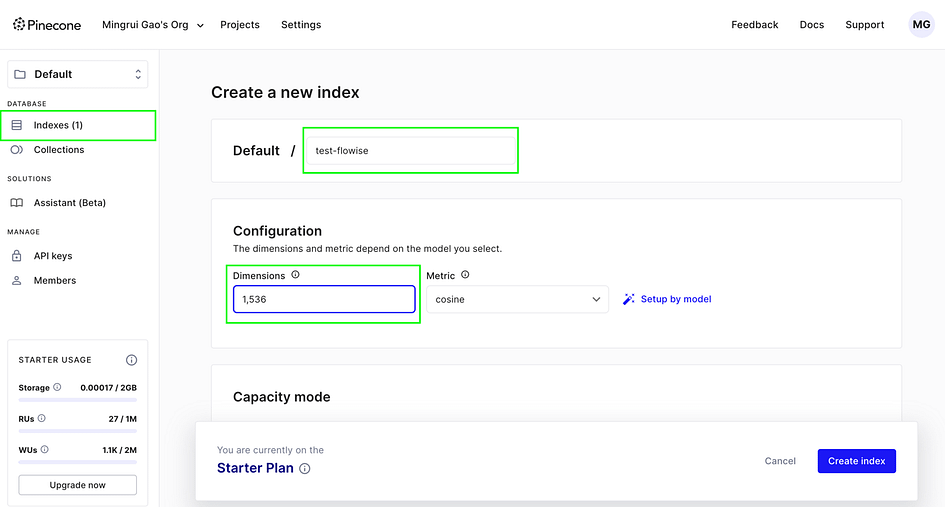 Pinecone
Mingrui Gao's Org
Projects
Settings
Feedback
Docs
Support
MG
Default
DATABASE
Indexes (1)
Collections
SOLUTIONS
Assistant (Beta)
MANAGE
API keys
Members
STARTER USAGE
Storage 0.00017 / 2GB
RUs 27 / 1M
WUs 1.1K / 2M
Upgrade now
Create a new index
Default / test-flowise
Configuration
The dimensions and metric depend on the model you select.
Dimensions Metric
1,536 cosine Setup by model
Capacity mode
You are currently on the
Starter Plan
Cancel Create index